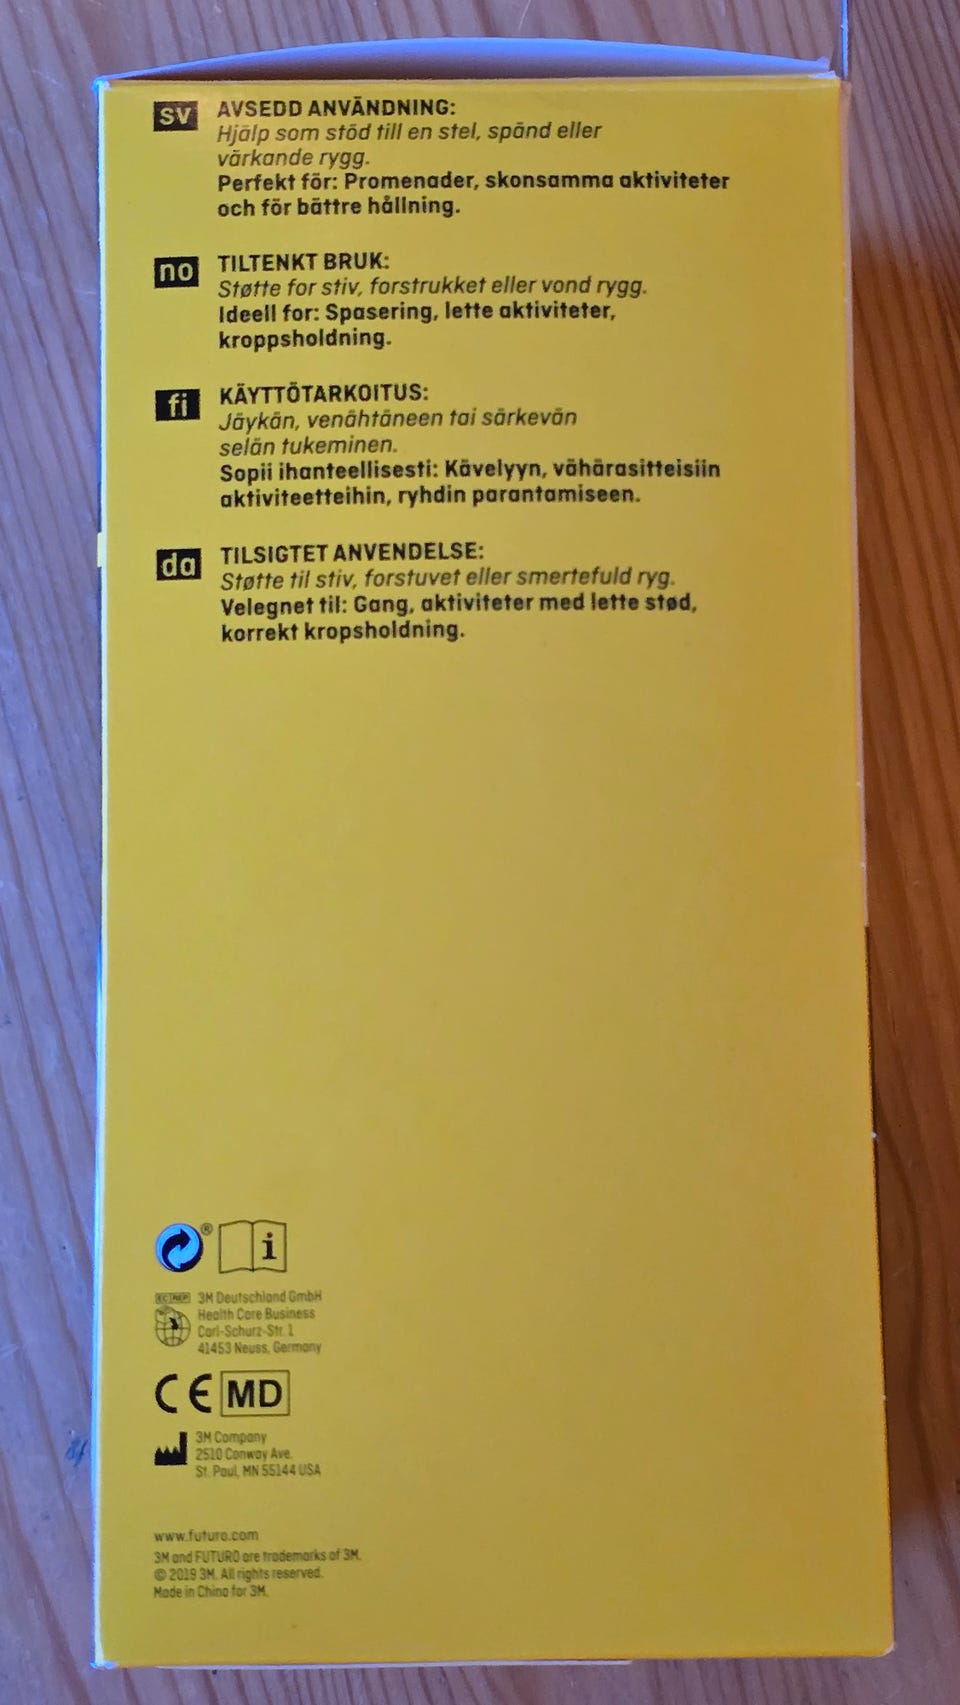 sv
AVSEDD ANVÄNDNING:
Hjälp som stöd till en stel, spänd eller
värkande rygg.
Perfekt för: Promenader, skonsamma aktiviteter
och för bättre hållning.
no
TILTENKT BRUK:
Støtte for stiv, forstrukket eller vond rygg.
Ideell for: Spasering, lette aktiviteter,
kroppsholdning.
fi
KÄYTTÖTARKOITUS:
Jäykän, venähtäneen tai särkevän
selän tukeminen.
Sopii ihanteellisesti: Kävelyyn, vähärasitteisiin
aktiviteetteihin, ryhdin parantamiseen.
da
TILSIGTET ANVENDELSE:
Støtte til stiv, forstuvet eller smertefuld ryg.
Velegnet til: Gang, aktiviteter med lette stød,
korrekt kropsholdning.
® i
EC REP 3M Deutschland GmbH
Health Care Business
Carl-Schurz-Str. 1
41453 Neuss, Germany
CE MD
3M Company
2510 Conway Ave.
St. Paul, MN 55144 USA
www.futuro.com
3M and FUTURO are trademarks of 3M.
© 2019 3M. All rights reserved.
Made in China for 3M.